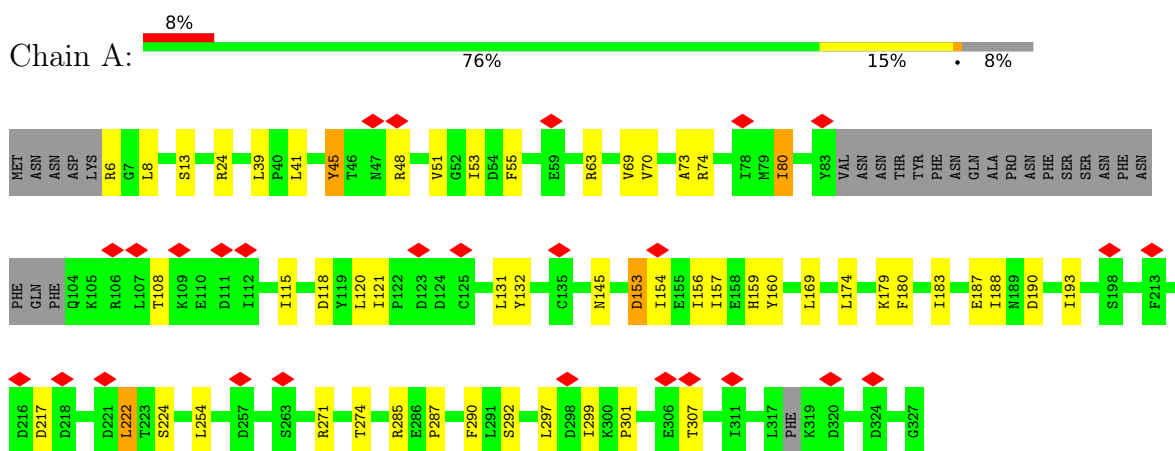 8%
Chain A:
76% 15% • 8%
MET ASN ASN ASP LYS R6 G7 L8 S13 R24 L39 P40 L41 Y45 T46 N47 R48 V51 G52 I53 D54 F55 E59 R63 V69 V70 A73 R74 I78 M79 I80 Y83 VAL ASN ASN THR TYR PHE ASN GLN ALA PRO ASN PHE SER SER ASN PHE ASN
PHE GLN PHE Q104 K105 R106 L107 T108 K109 E110 D111 I112 I115 D118 Y119 L120 I121 P122 D123 D124 C125 L131 Y132 C135 N145 D153 I154 E155 I156 I157 E158 H159 Y160 L169 L174 K179 F180 I183 E187 I188 N189 D190 I193 S198 F213
D216 D217 D218 D221 L222 T223 S224 L254 D257 S263 R271 T274 R285 E286 P287 F290 L291 S292 L297 D298 I299 K300 P301 E306 T307 I311 L317 PHE K319 D320 D324 G327